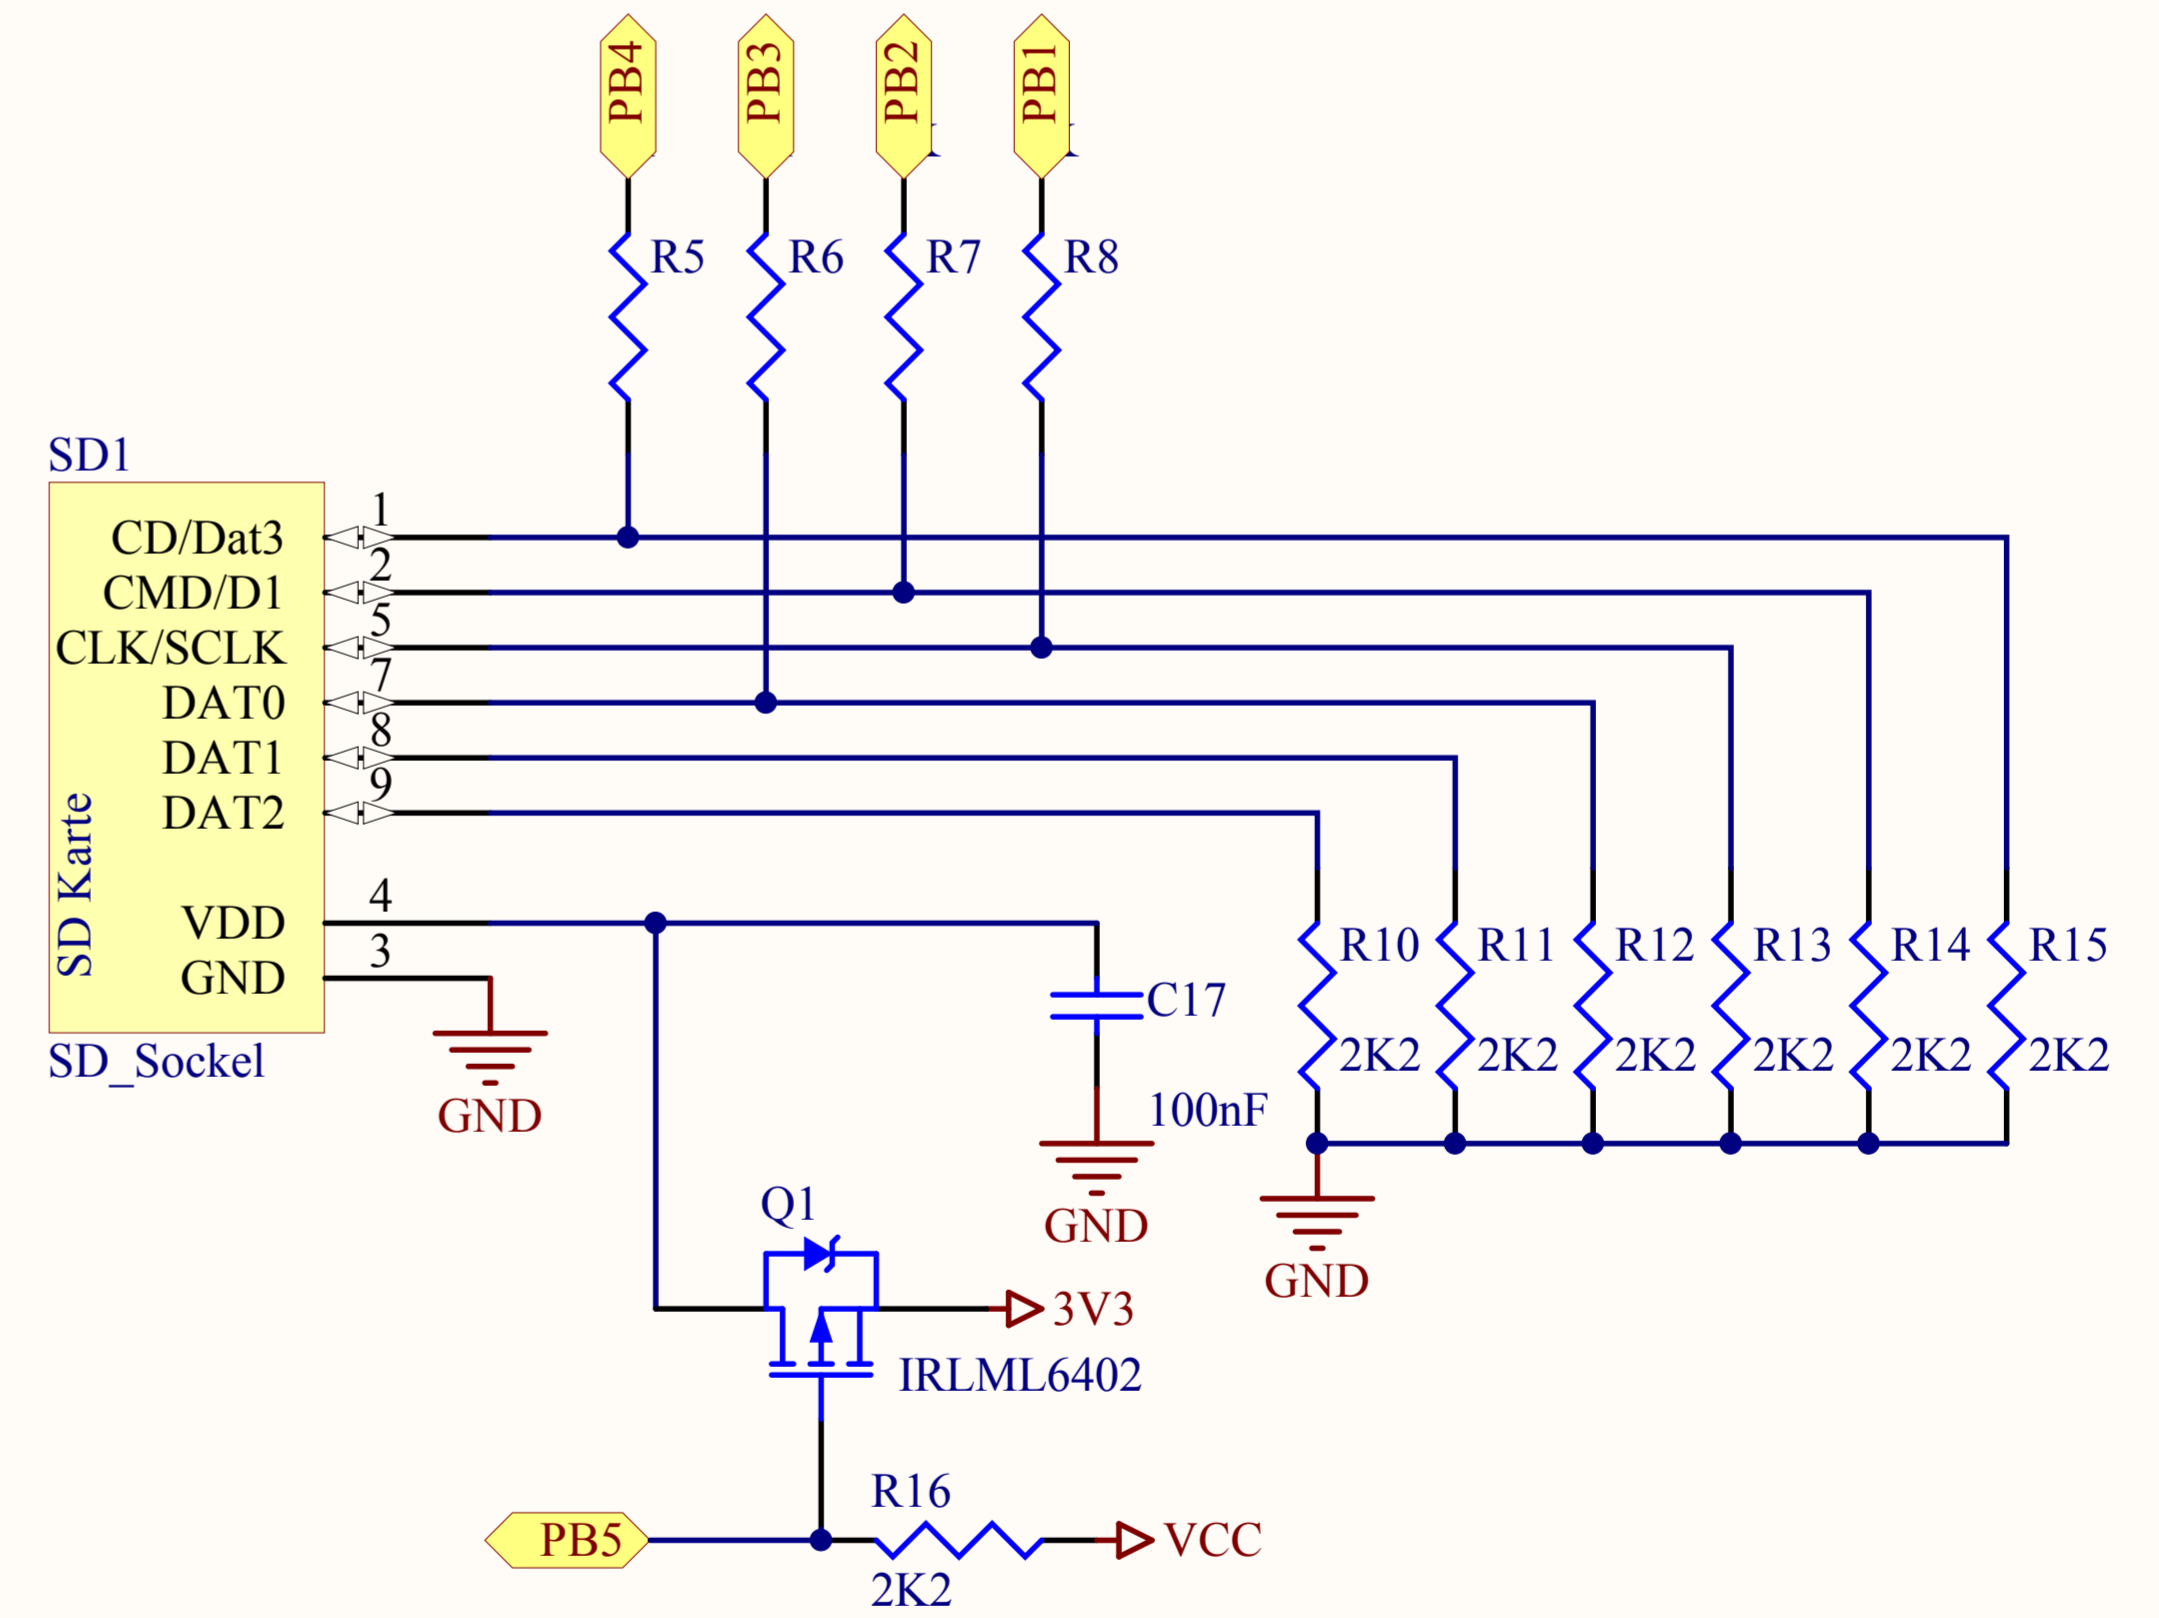 PB4
PB3
PB2
PB1
R5
R6
R7
R8
SD1
CD/Dat3
1
CMD/D1
2
CLK/SCLK
5
DAT0
7
DAT1
8
DAT2
9
VDD
4
GND
3
SD Karte
SD_Sockel
GND
C17
100nF
GND
R10
R11
R12
R13
R14
R15
2K2
2K2
2K2
2K2
2K2
2K2
GND
Q1
3V3
IRLML6402
PB5
R16
2K2
VCC